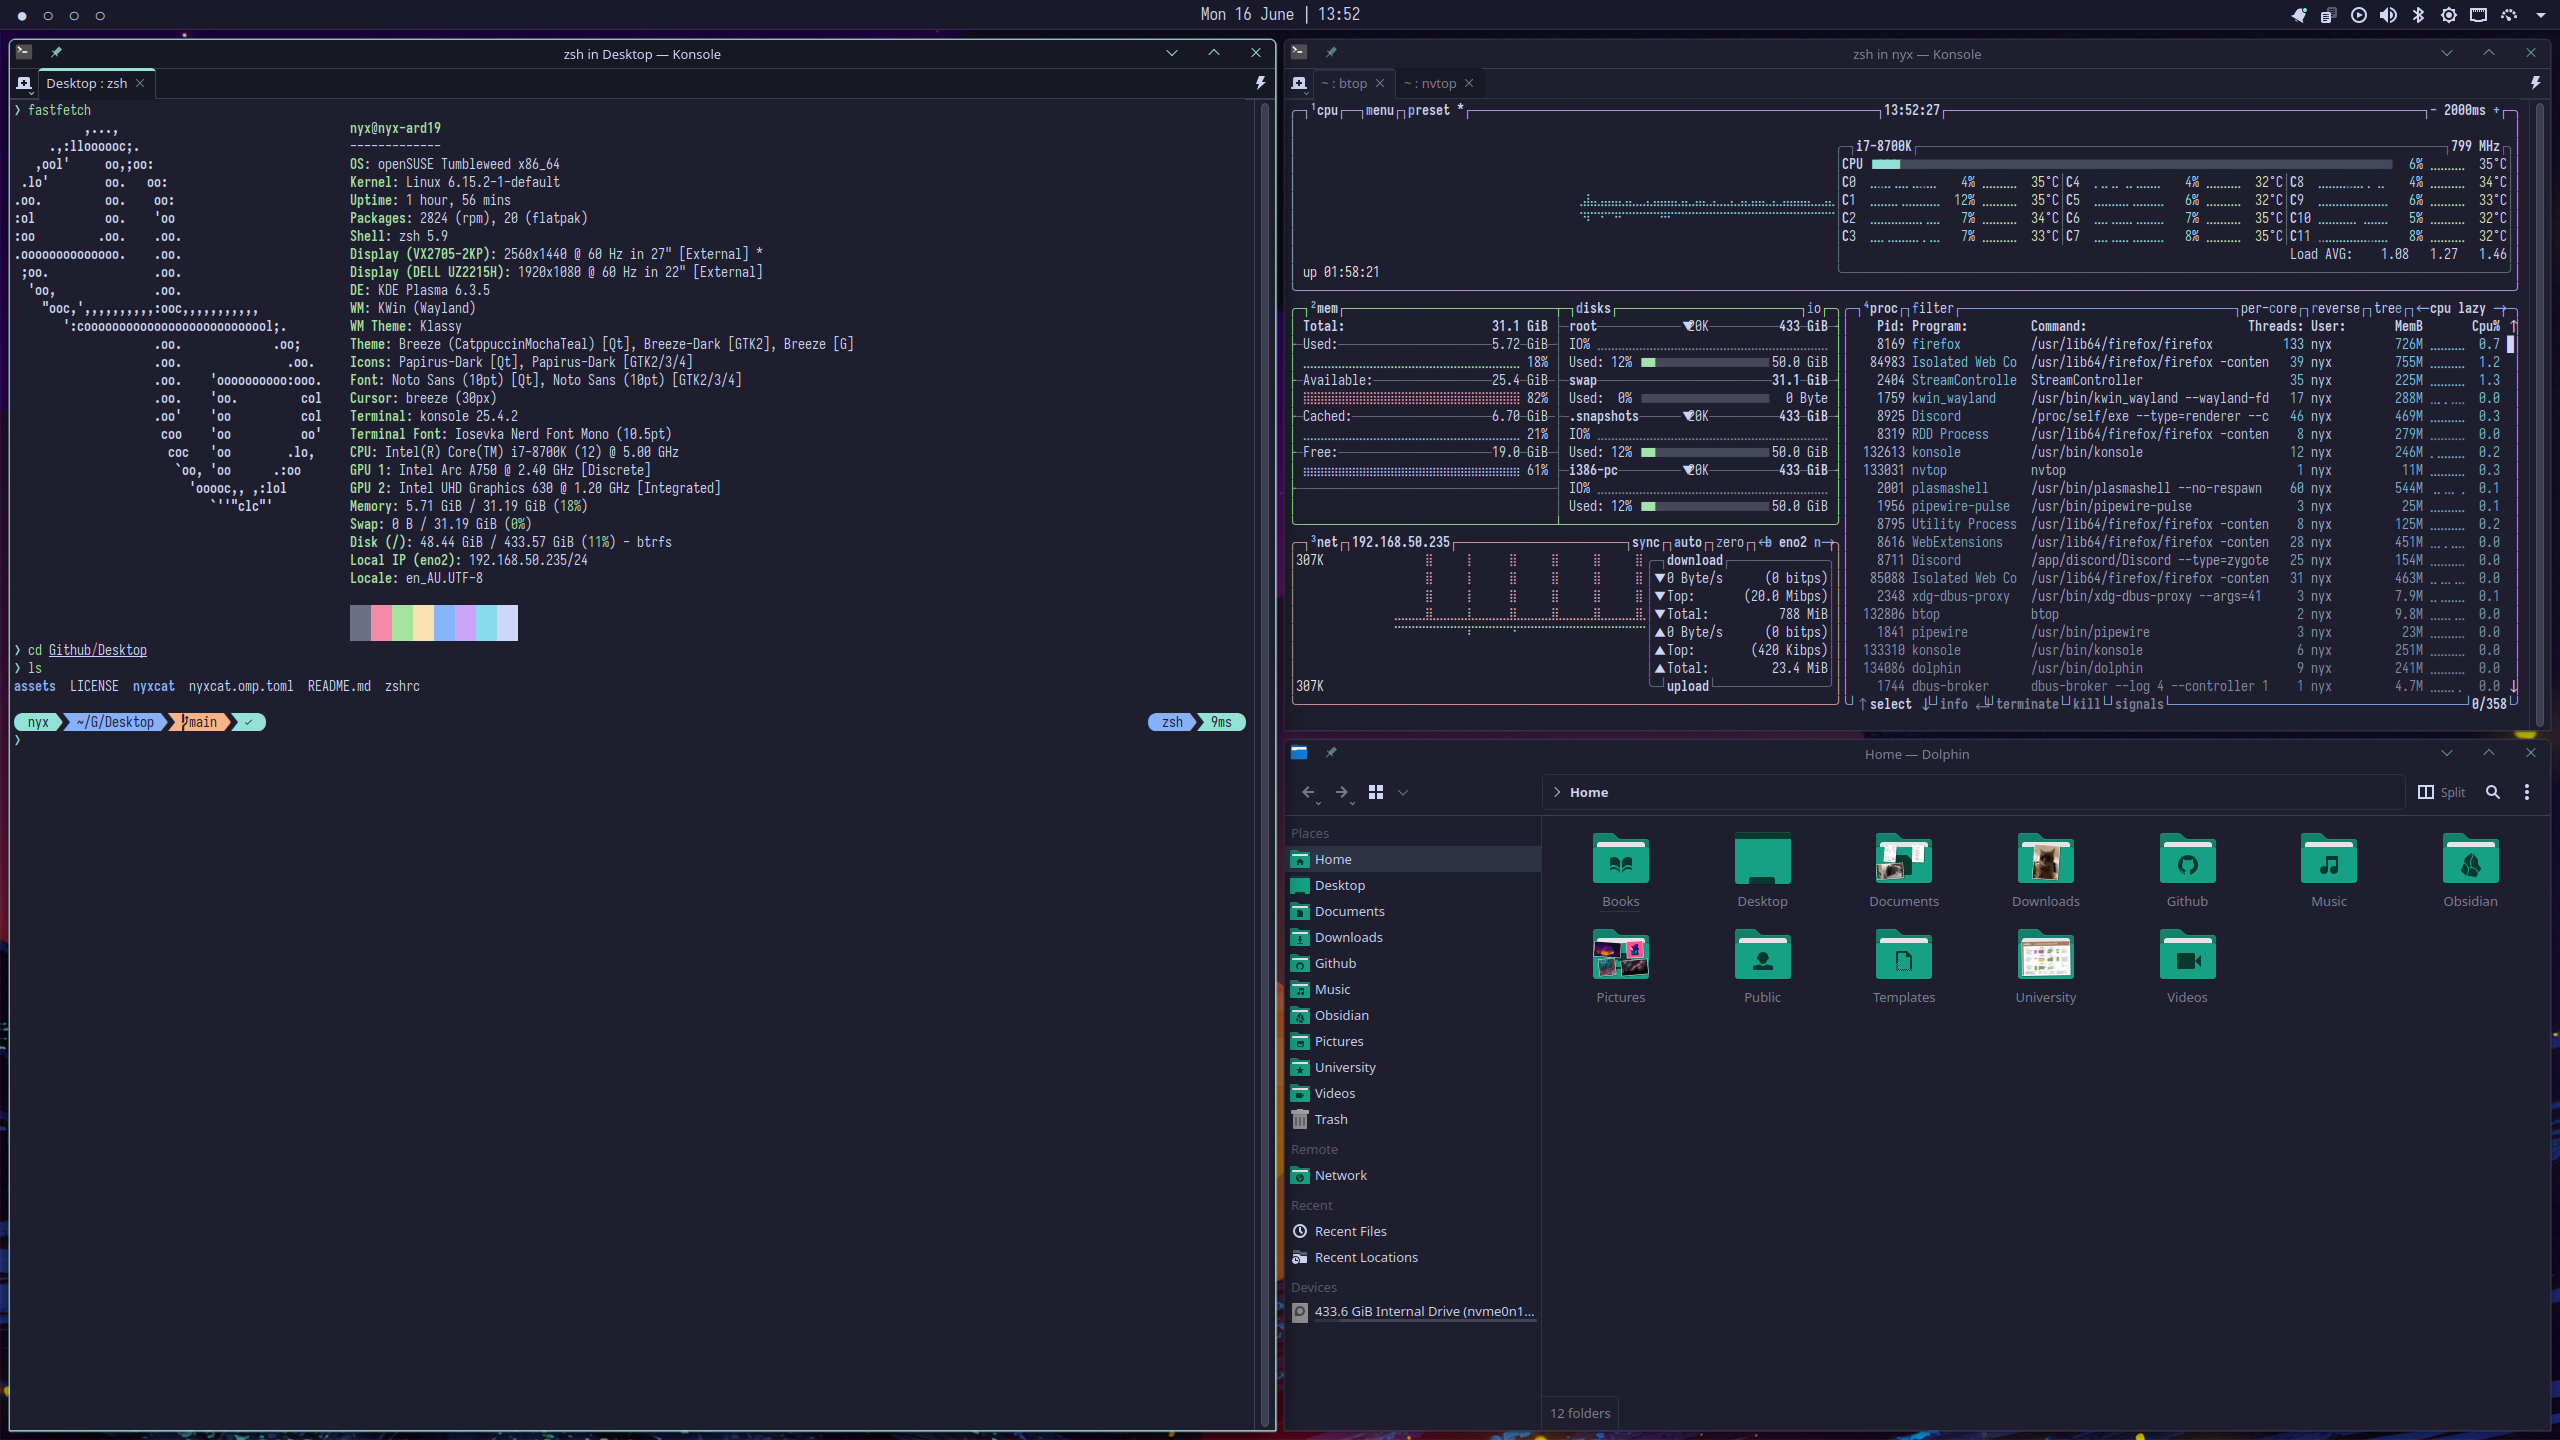 Mon 16 June | 13:52
zsh in Desktop — Konsole
Desktop : zsh
❯ fastfetch
nyx@nyx-ard19
-------------
OS: openSUSE Tumbleweed x86_64
Kernel: Linux 6.15.2-1-default
Uptime: 1 hour, 56 mins
Packages: 2824 (rpm), 20 (flatpak)
Shell: zsh 5.9
Display (VX2705-2KP): 2560x1440 @ 60 Hz in 27" [External] *
Display (DELL UZ2215H): 1920x1080 @ 60 Hz in 22" [External]
DE: KDE Plasma 6.3.5
WM: KWin (Wayland)
WM Theme: Klassy
Theme: Breeze (CatppuccinMochaTeal) [Qt], Breeze-Dark [GTK2], Breeze [G]
Icons: Papirus-Dark [Qt], Papirus-Dark [GTK2/3/4]
Font: Noto Sans (10pt) [Qt], Noto Sans (10pt) [GTK2/3/4]
Cursor: breeze (30px)
Terminal: konsole 25.4.2
Terminal Font: Iosevka Nerd Font Mono (10.5pt)
CPU: Intel(R) Core(TM) i7-8700K (12) @ 5.00 GHz
GPU 1: Intel Arc A750 @ 2.40 GHz [Discrete]
GPU 2: Intel UHD Graphics 630 @ 1.20 GHz [Integrated]
Memory: 5.71 GiB / 31.19 GiB (18%)
Swap: 0 B / 31.19 GiB (0%)
Disk (/): 48.44 GiB / 433.57 GiB (11%) - btrfs
Local IP (eno2): 192.168.50.235/24
Locale: en_AU.UTF-8
❯ cd Github/Desktop
❯ ls
assets LICENSE nyxcat nyxcat.omp.toml README.md zshrc
nyx ~/G/Desktop main ✓ zsh 9ms
❯
zsh in nyx — Konsole
~ : btop ~ : nvtop
1cpu menu preset * 13:52:27 - 2000ms +
i7-8700K 799 MHz
CPU 6% 35°C
C0 4% 35°C C4 4% 32°C C8 4% 34°C
C1 12% 35°C C5 6% 32°C C9 6% 33°C
C2 7% 34°C C6 7% 35°C C10 5% 32°C
C3 7% 33°C C7 8% 35°C C11 8% 32°C
Load AVG: 1.08 1.27 1.46
up 01:58:21
2mem
Total: 31.1 GiB
Used: 5.72 GiB
18%
Available: 25.4 GiB
82%
Cached: 6.70 GiB
21%
Free: 19.0 GiB
61%
disks io
root ▼20K 433 GiB
IO%
Used: 12% 50.0 GiB
swap 31.1 GiB
Used: 0% 0 Byte
.snapshots ▼20K 433 GiB
IO%
Used: 12% 50.0 GiB
i386-pc ▼20K 433 GiB
IO%
Used: 12% 50.0 GiB
3net 192.168.50.235 sync auto zero <b eno2 n>
307K
307K
download
▼0 Byte/s (0 bitps)
▼Top: (20.0 Mibps)
▼Total: 788 MiB
▲0 Byte/s (0 bitps)
▲Top: (420 Kibps)
▲Total: 23.4 MiB
upload
4proc filter per-core reverse tree ←cpu lazy →
Pid: Program: Command: Threads: User: MemB Cpu% ↑
8169 firefox /usr/lib64/firefox/firefox 133 nyx 726M 0.7
84983 Isolated Web Co /usr/lib64/firefox/firefox -conten 39 nyx 755M 1.2
2404 StreamControlle StreamController 35 nyx 225M 1.3
1759 kwin_wayland /usr/bin/kwin_wayland --wayland-fd 17 nyx 288M 0.0
8925 Discord /proc/self/exe --type=renderer --c 46 nyx 469M 0.3
8319 RDD Process /usr/lib64/firefox/firefox -conten 8 nyx 279M 0.0
132613 konsole /usr/bin/konsole 12 nyx 246M 0.2
133031 nvtop nvtop 1 nyx 11M 0.3
2001 plasmashell /usr/bin/plasmashell --no-respawn 60 nyx 544M 0.1
1956 pipewire-pulse /usr/bin/pipewire-pulse 3 nyx 25M 0.1
8795 Utility Process /usr/lib64/firefox/firefox -conten 8 nyx 125M 0.2
8616 WebExtensions /usr/lib64/firefox/firefox -conten 28 nyx 451M 0.0
8711 Discord /app/discord/Discord --type=zygote 25 nyx 154M 0.0
85088 Isolated Web Co /usr/lib64/firefox/firefox -conten 31 nyx 463M 0.0
2348 xdg-dbus-proxy /usr/bin/xdg-dbus-proxy --args=41 3 nyx 7.9M 0.1
132806 btop btop 2 nyx 9.8M 0.0
1841 pipewire /usr/bin/pipewire 3 nyx 23M 0.0
133310 konsole /usr/bin/konsole 6 nyx 251M 0.0
134086 dolphin /usr/bin/dolphin 9 nyx 241M 0.0
1744 dbus-broker dbus-broker --log 4 --controller 1 1 nyx 4.7M 0.0 ↓
↑ select ↓ info ↵ terminate kill signals 0/358
Home — Dolphin
Home
Split
Places
Home
Desktop
Documents
Downloads
Github
Music
Obsidian
Pictures
University
Videos
Trash
Remote
Network
Recent
Recent Files
Recent Locations
Devices
433.6 GiB Internal Drive (nvme0n1...
Books Desktop Documents Downloads Github Music Obsidian
Pictures Public Templates University Videos
12 folders